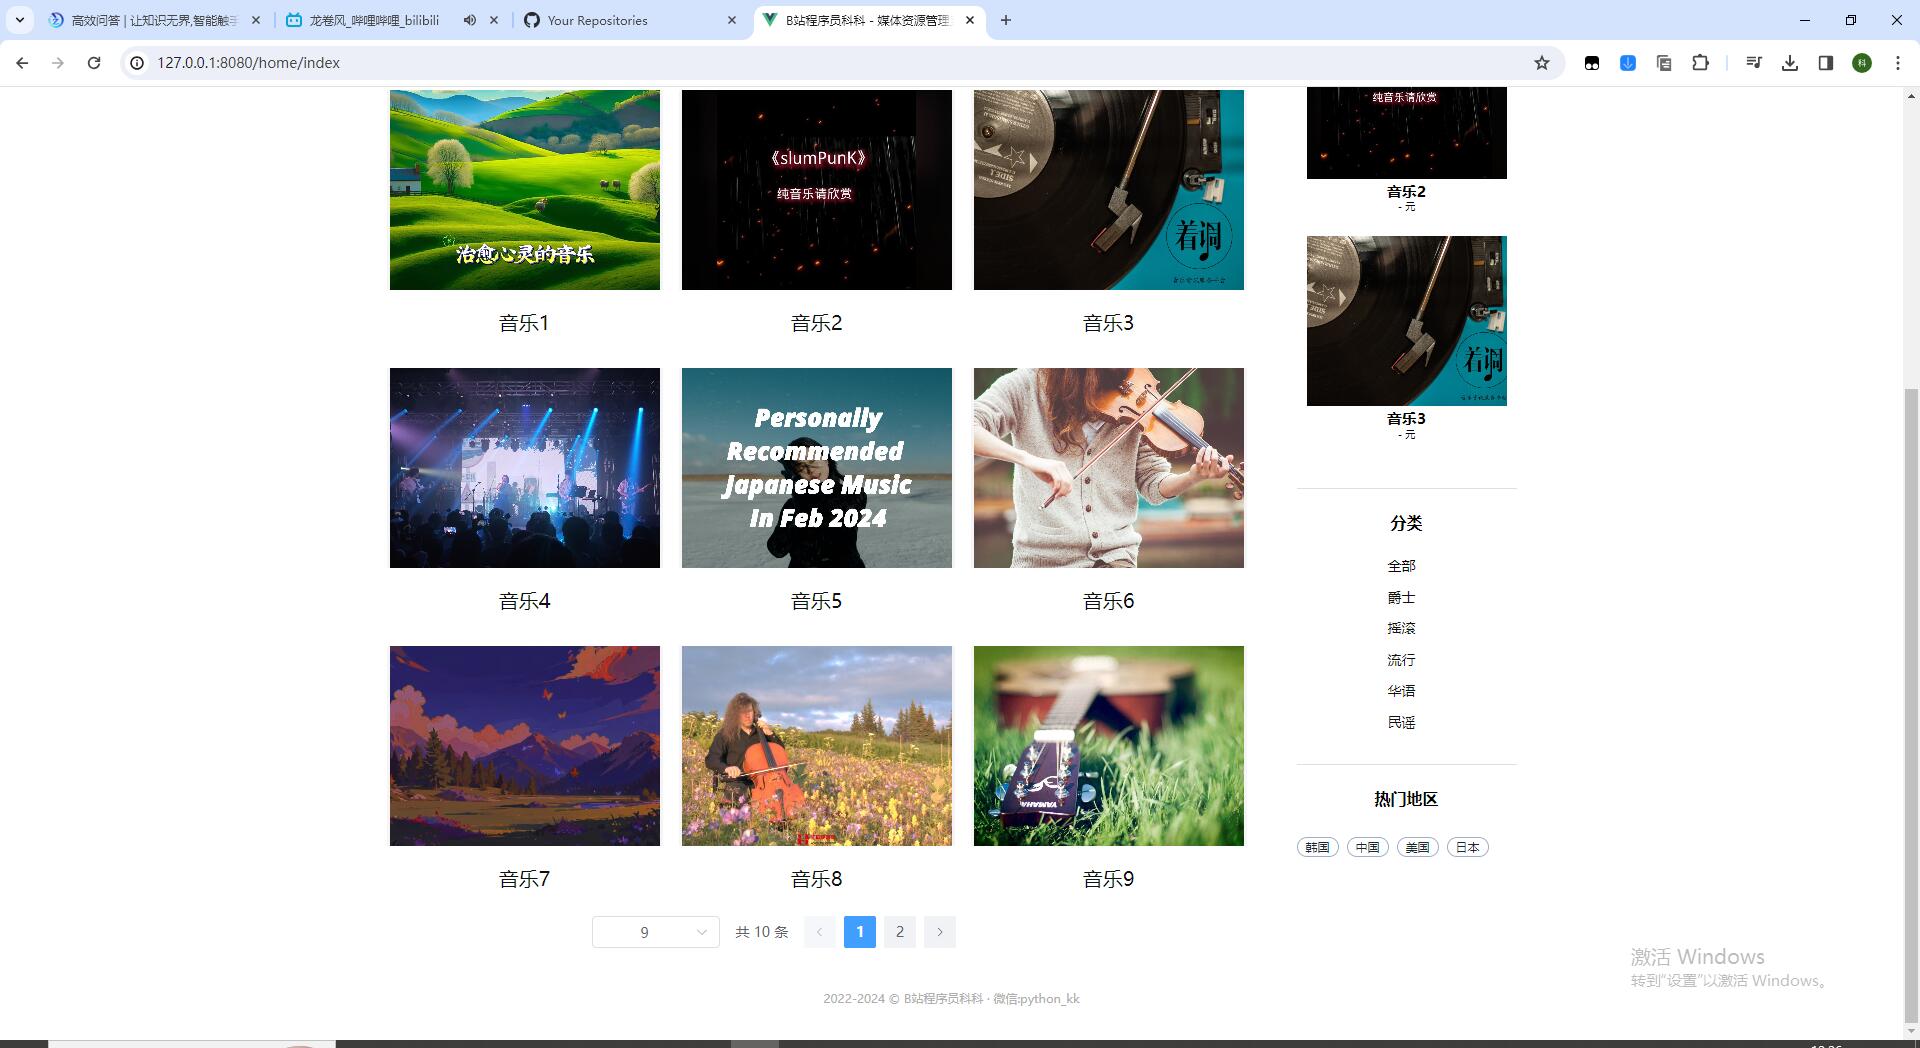 高效问答 | 让知识无界,智能触手
龙卷风_哔哩哔哩_bilibili
Your Repositories
B站程序员科科 - 媒体资源管理
127.0.0.1:8080/home/index
科
治愈心灵的音乐
《slumPunK》
纯音乐请欣赏
SIDE 1
着调
音乐1
音乐2
音乐3
Personally
Recommended
Japanese Music
In Feb 2024
音乐4
音乐5
音乐6
YAMAHA
音乐7
音乐8
音乐9
9
共 10 条
1
2
纯音乐请欣赏
音乐2
- 元
着调
音乐3
- 元
分类
全部
爵士
摇滚
流行
华语
民谣
热门地区
韩国
中国
美国
日本
激活 Windows
转到"设置"以激活 Windows。
2022-2024 © B站程序员科科 · 微信:python_kk